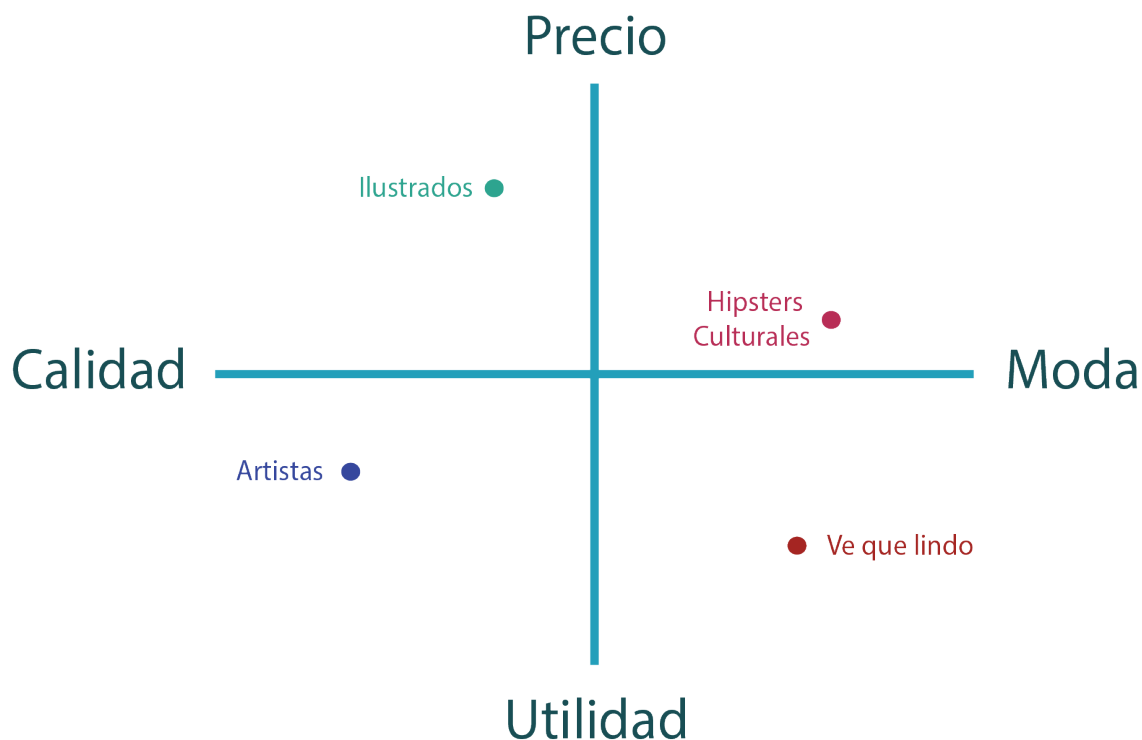 Precio
Ilustrados
Hipsters
Culturales
Calidad
Moda
Artistas
Ve que lindo
Utilidad